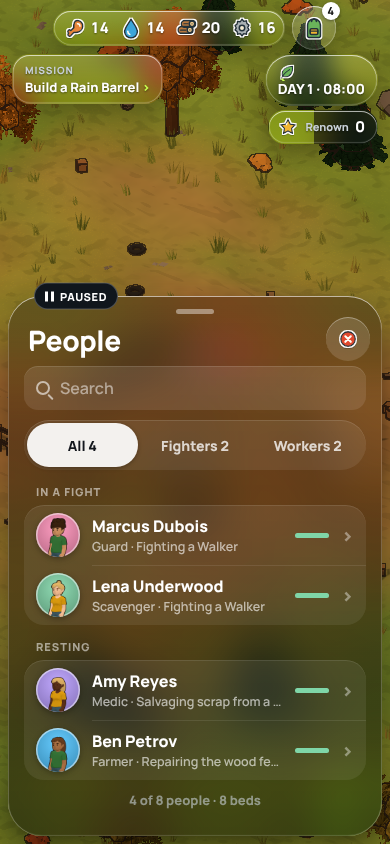 14 14 20 16 4
MISSION
Build a Rain Barrel ›
DAY 1 · 08:00
Renown 0
PAUSED
People
Search
All 4 Fighters 2 Workers 2
IN A FIGHT
Marcus Dubois
Guard · Fighting a Walker
Lena Underwood
Scavenger · Fighting a Walker
RESTING
Amy Reyes
Medic · Salvaging scrap from a ...
Ben Petrov
Farmer · Repairing the wood fe...
4 of 8 people · 8 beds